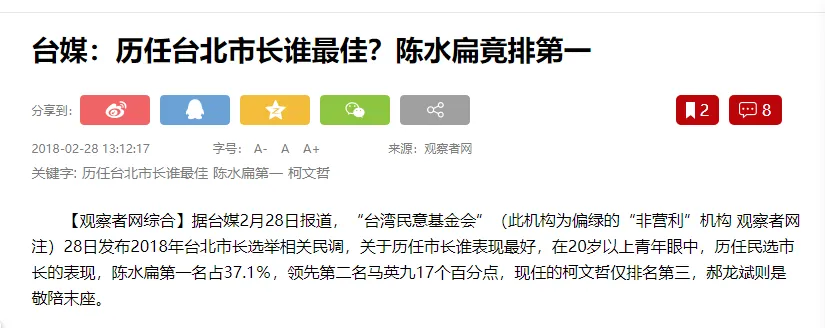 台媒：历任台北市长谁最佳？陈水扁竟排第一
分享到：
2
8
2018-02-28 13:12:17 字号： A- A A+ 来源：观察者网
关键字: 历任台北市长谁最佳 陈水扁第一 柯文哲
【观察者网综合】据台媒2月28日报道，“台湾民意基金会”（此机构为偏绿的“非营利”机构 观察者网
注）28日发布2018年台北市长选举相关民调，关于历任市长谁表现最好，在20岁以上青年眼中，历任民选市
长的表现，陈水扁第一名占37.1%，领先第二名马英九17个百分点，现任的柯文哲仅排名第三，郝龙斌则是
敬陪末座。